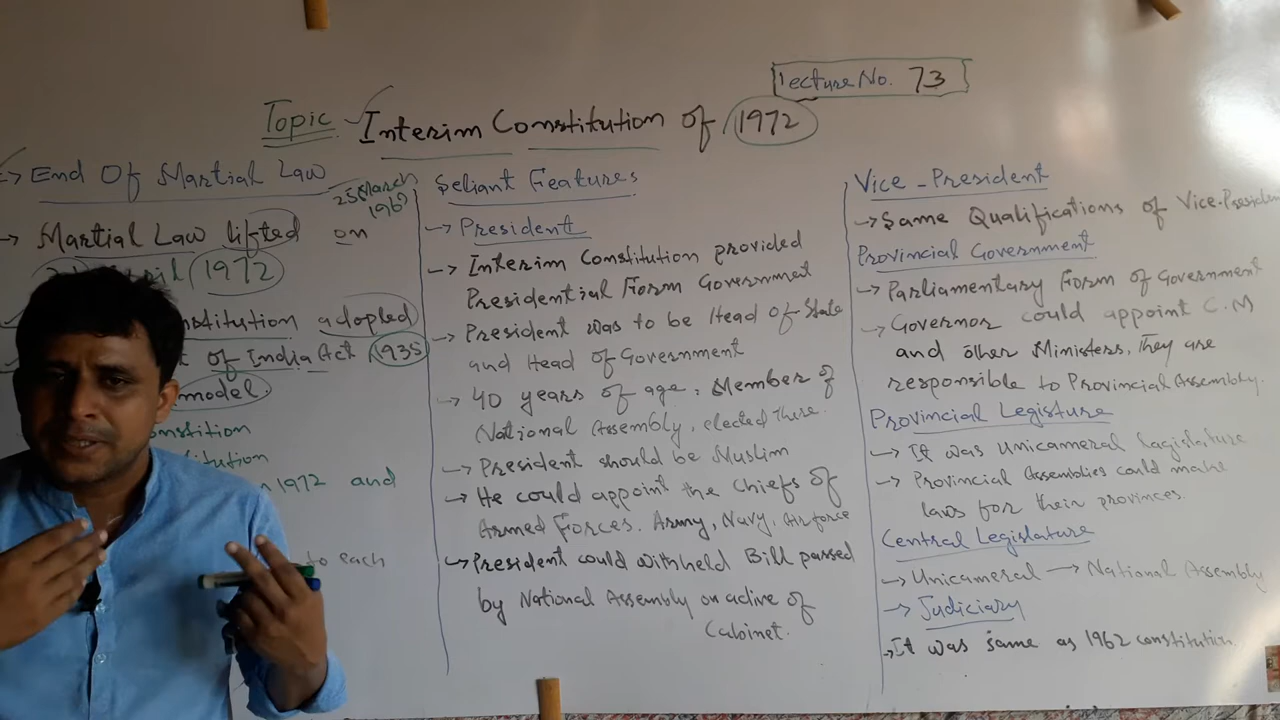 Lecture No. 73
Topic Interim Constitution of 1972
→ End Of Martial Law
25 March
→ Martial Law lifted on
1972
stitution adopted
of India Act 1935
model
onstition
titution
1972 and
to each
Seliant Features
→ President
→ Interim Constitution provided
Presidential Form Government
→ President was to be Head of State
and Head of Government
→ 40 years of age, Member of
National Assembly, elected there.
→ President should be Muslim
→ He could appoint the Chiefs of
Armed Forces. Army, Navy, Airforce
→ President could withheld Bill passed
by National Assembly on advice of
Cabinet.
Vice-President
→ Same Qualifications of Vice-Presiden
Provincial Government
→ Parliamentary Form of Government
→ Governor could appoint C.M
and other Ministers, They are
responsible to Provincial Assembly.
Provincial Legisture
→ It was unicameral lagislature
→ Provincial Assemblies could make
laws for their provinces.
Central Legislature
→ Unicameral → National Assembly
→ Judiciary
→ It was same as 1962 constitution.